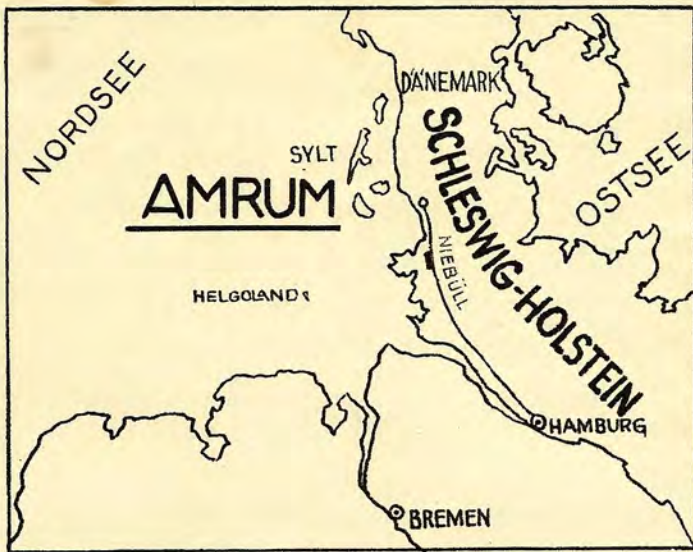 NORDSEE
DÄNEMARK
SCHLESWIG-HOLSTEIN
OSTSEE
SYLT
AMRUM
NIEBÜLL
HELGOLAND
HAMBURG
BREMEN